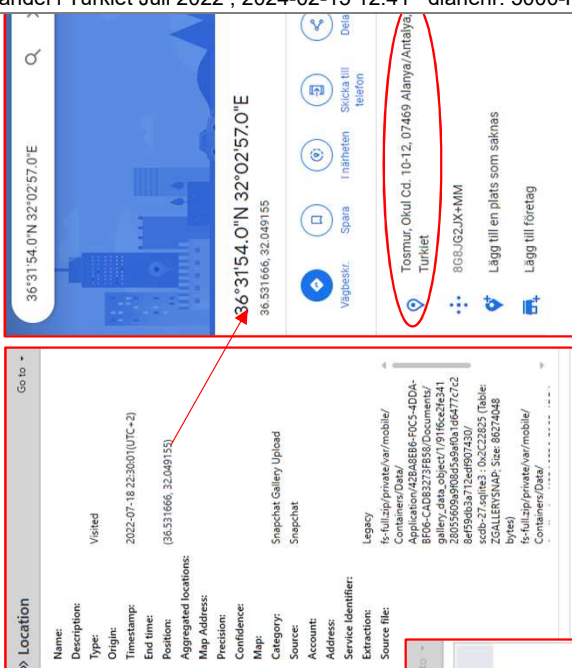 änder i Turkiet Juli 2022 , 2024-02-15 12:41 diarienr: 5000-
Location
Go to
Name:
Description:
Type: Visited
Origin:
Timestamp: 2022-07-18 22:30:01(UTC+2)
End time:
Position: (36.531666, 32.049155)
Aggregated locations:
Map Address:
Precision:
Confidence:
Map:
Category: Snapchat Gallery Upload
Source: Snapchat
Account:
Address:
Service Identifier:
Extraction: Legacy
Source file: fs-full.zip/private/var/mobile/
Containers/Data/
Application/42BA8EB6-F0C5-4DDA-
BF06-CADB3273FB58/Documents/
gallery_data_object/1/91f6ce2fe341
28055609a9f08d5a9af0a1d6477c7c2
8ef59db3a712edf907430/
scdb-27.sqlite3 : 0x2C22825 (Table:
ZGALLERYSNAP; Size: 86274048
bytes)
fs-full.zip/private/var/mobile/
Containers/Data/
36°31'54.0"N 32°02'57.0"E
36°31'54.0"N 32°02'57.0"E
36.531666, 32.049155
Vägbeskr.
Spara
I närheten
Skicka till
telefon
Dela
Tosmur, Okul Cd. 10-12, 07469 Alanya/Antalya,
Turkiet
8G8JG2JX+MM
Lägg till en plats som saknas
Lägg till företag